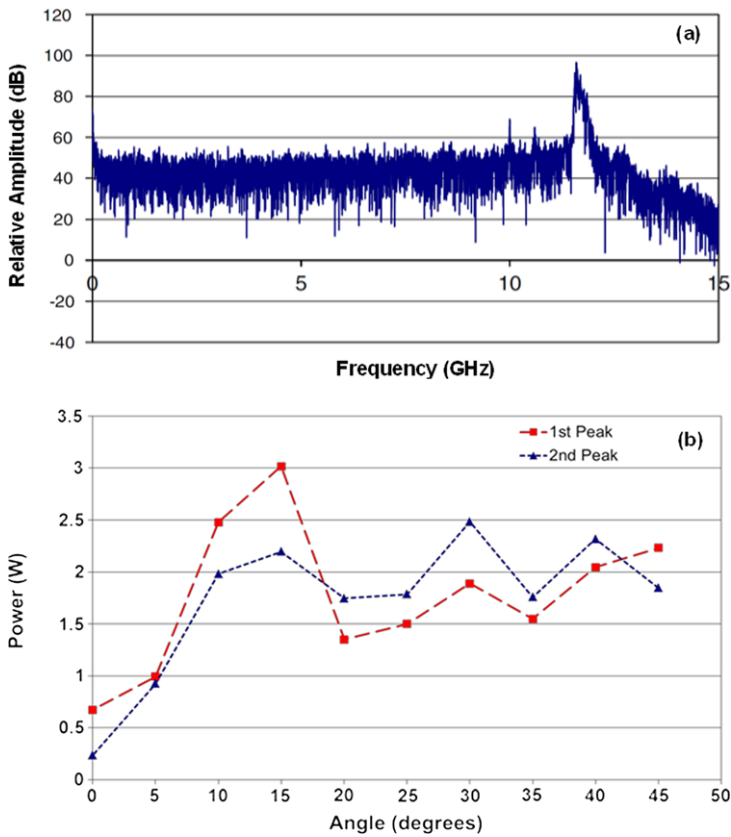 120
(a)
100
80
60
40
20
0
-20
-40
Relative Amplitude (dB)
0 5 10 15
Frequency (GHz)
3.5
3
2.5
2
1.5
1
0.5
0
Power (W)
1st Peak
2nd Peak
(b)
0 5 10 15 20 25 30 35 40 45 50
Angle (degrees)